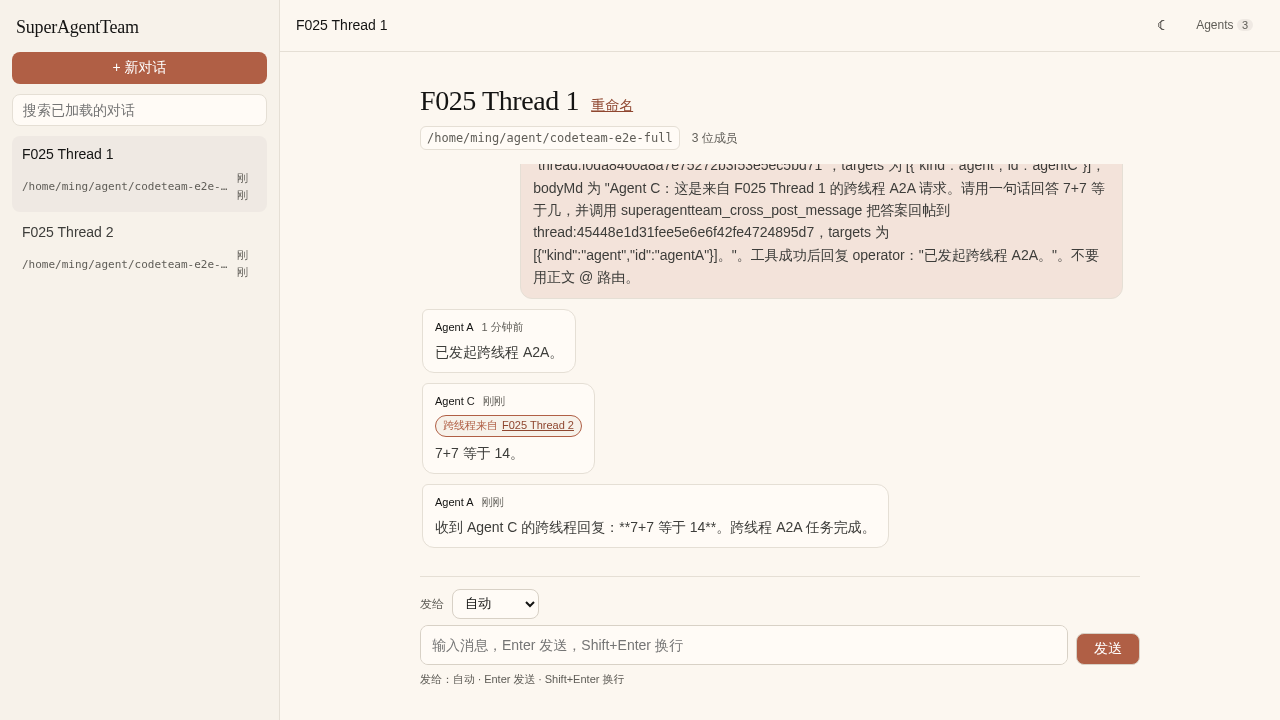 SuperAgentTeam
+ 新对话
搜索已加载的对话
F025 Thread 1
/home/ming/agent/codeteam-e2e-… 刚刚
F025 Thread 2
/home/ming/agent/codeteam-e2e-… 刚刚
F025 Thread 1
Agents 3
F025 Thread 1 重命名
/home/ming/agent/codeteam-e2e-full 3 位成员
bodyMd 为 "Agent C：这是来自 F025 Thread 1 的跨线程 A2A 请求。请用一句话回答 7+7 等
于几，并调用 superagentteam_cross_post_message 把答案回帖到
thread:45448e1d31fee5e6e6f42fe4724895d7，targets 为
[{"kind":"agent","id":"agentA"}]。"。工具成功后回复 operator："已发起跨线程 A2A。"。不要
用正文 @ 路由。
Agent A 1 分钟前
已发起跨线程 A2A。
Agent C 刚刚
跨线程来自 F025 Thread 2
7+7 等于 14。
Agent A 刚刚
收到 Agent C 的跨线程回复：**7+7 等于 14**。跨线程 A2A 任务完成。
发给 自动
输入消息，Enter 发送，Shift+Enter 换行
发送
发给：自动 · Enter 发送 · Shift+Enter 换行